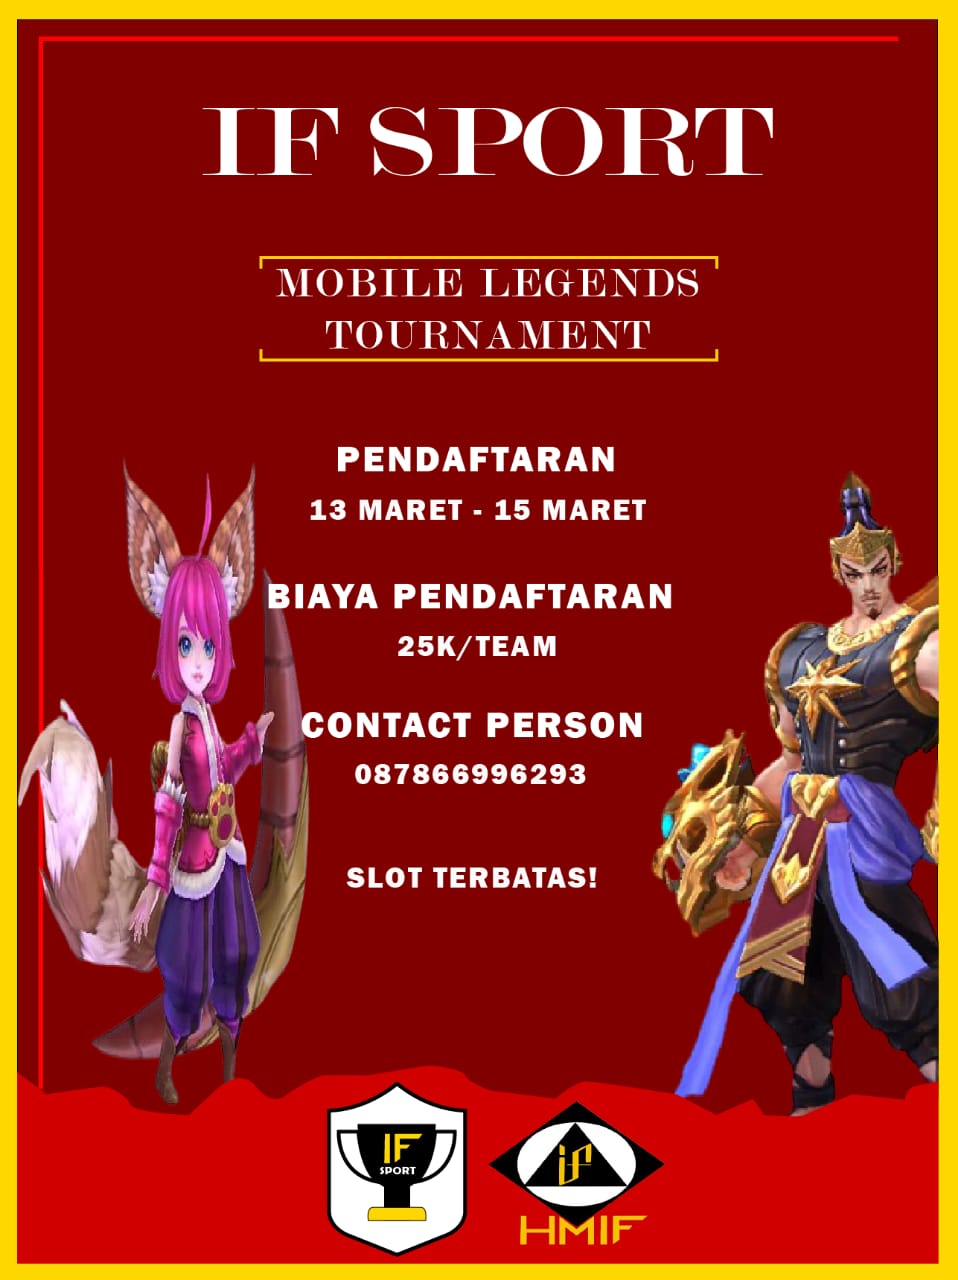 IF SPORT
MOBILE LEGENDS
TOURNAMENT
PENDAFTARAN
13 MARET - 15 MARET
BIAYA PENDAFTARAN
25K/TEAM
CONTACT PERSON
087866996293
SLOT TERBATAS!
IF
SPORT
if
HMIF